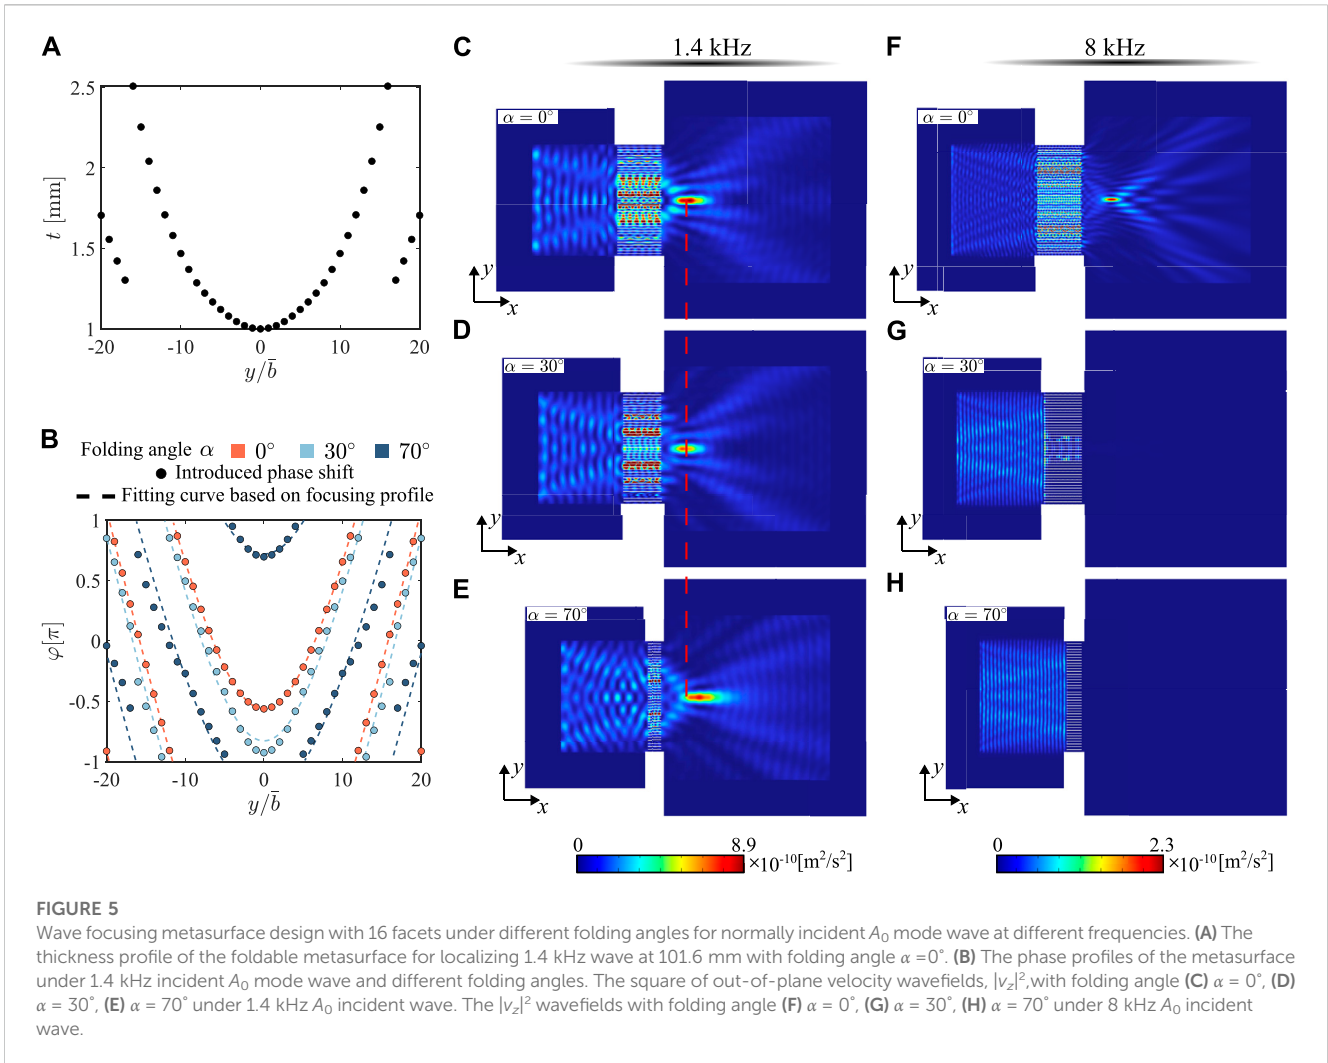 A
2.5
2
1.5
1
t [mm]
-20
-10
0
10
20
y/b̄
B
Folding angle α 0° 30° 70°
Introduced phase shift
Fitting curve based on focusing profile
1
0.5
0
-0.5
-1
φ[π]
-20
-10
0
10
20
y/b̄
C
1.4 kHz
α = 0°
y
x
D
α = 30°
y
x
E
α = 70°
y
x
0
8.9
×10⁻¹⁰[m²/s²]
F
8 kHz
α = 0°
y
x
G
α = 30°
y
x
H
α = 70°
y
x
0
2.3
×10⁻¹⁰[m²/s²]
FIGURE 5
Wave focusing metasurface design with 16 facets under different folding angles for normally incident A₀ mode wave at different frequencies. (A) The
thickness profile of the foldable metasurface for localizing 1.4 kHz wave at 101.6 mm with folding angle α =0°. (B) The phase profiles of the metasurface
under 1.4 kHz incident A₀ mode wave and different folding angles. The square of out-of-plane velocity wavefields, |v_z|²,with folding angle (C) α = 0°, (D)
α = 30°, (E) α = 70° under 1.4 kHz A₀ incident wave. The |v_z|² wavefields with folding angle (F) α = 0°, (G) α = 30°, (H) α = 70° under 8 kHz A₀ incident
wave.